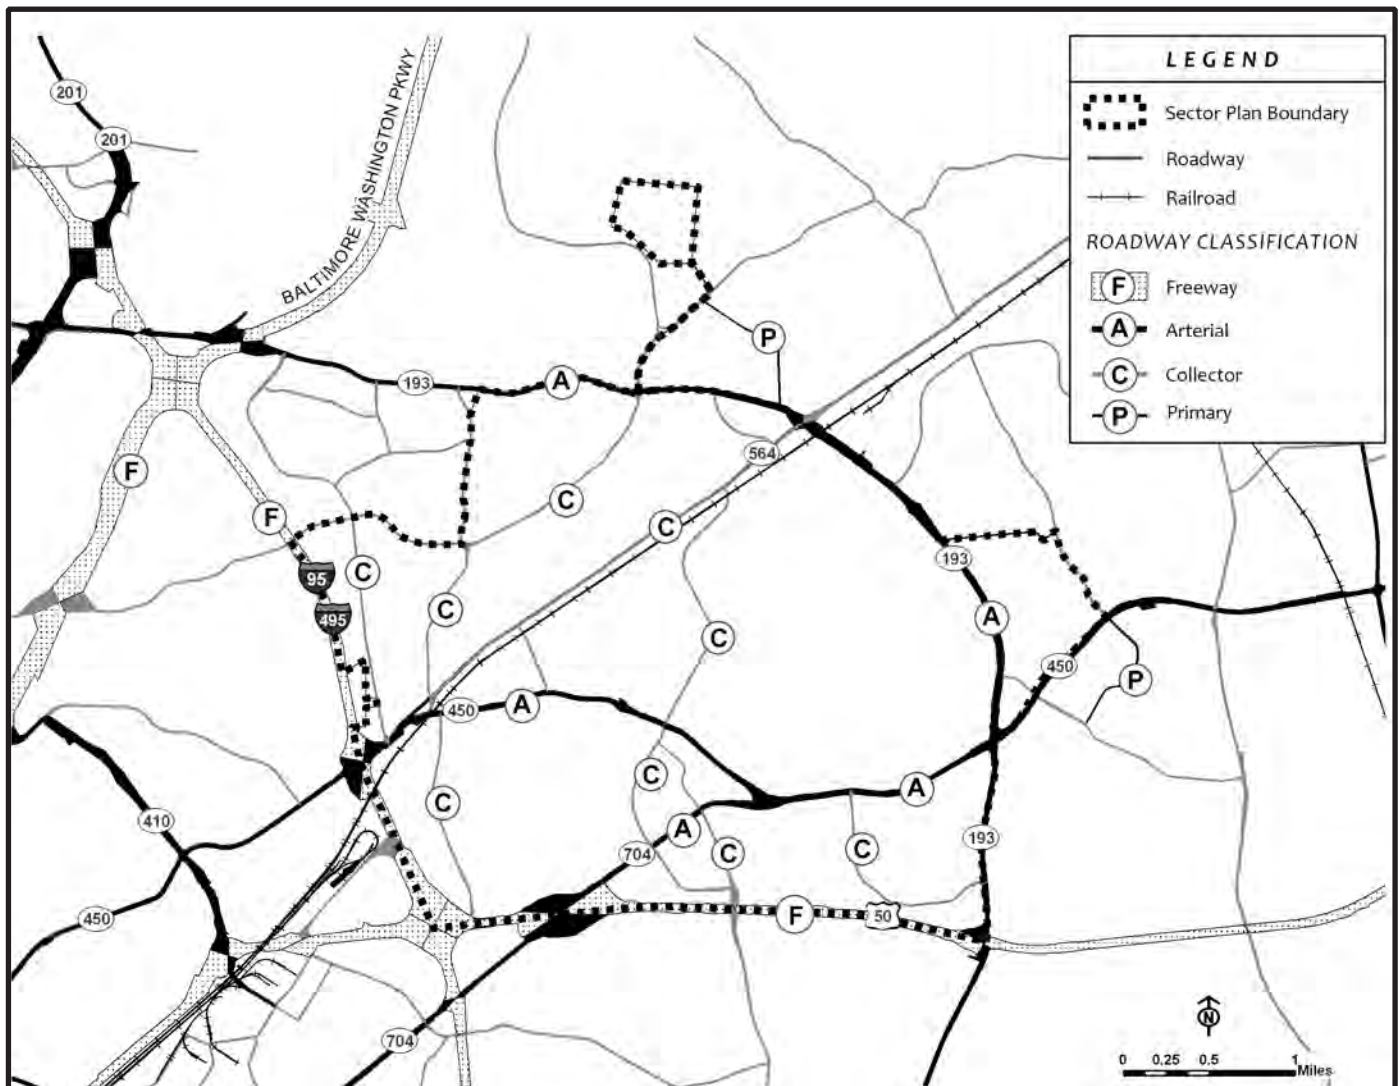 LEGEND
Sector Plan Boundary
Roadway
Railroad
ROADWAY CLASSIFICATION
F Freeway
A Arterial
C Collector
P Primary
201
201
BALTIMORE WASHINGTON PKWY
P
193
A
564
F
F
C
C
193
95
C
495
C
A
C
450
P
450
A
C
A
C
410
A
193
704
C
C
450
F
50
704
N
0 0.25 0.5 1
Miles